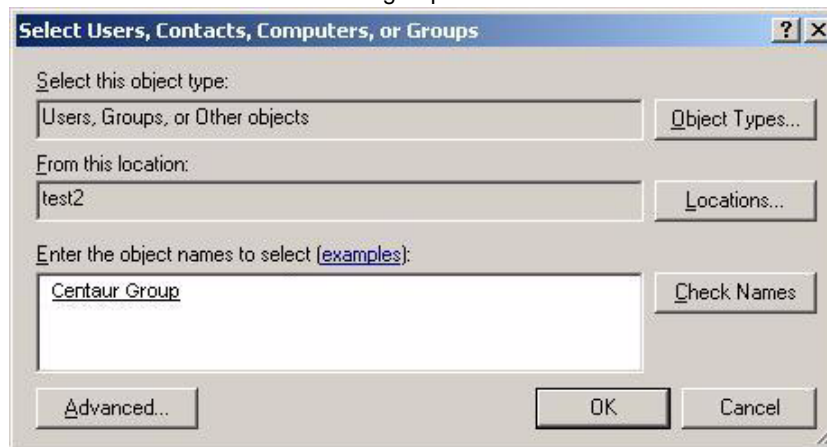 Select Users, Contacts, Computers, or Groups
Select this object type:
Users, Groups, or Other objects
Object Types...
From this location:
test2
Locations...
Enter the object names to select (examples):
Centaur Group
Check Names
Advanced...
OK
Cancel